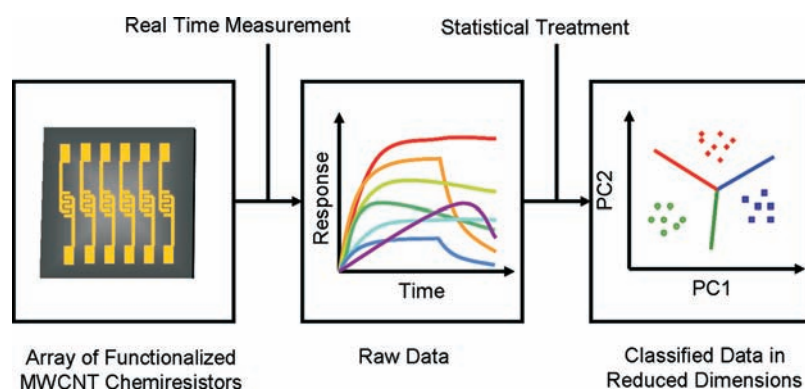 Real Time Measurement
Statistical Treatment
Response
Time
PC2
PC1
Array of Functionalized
MWCNT Chemiresistors
Raw Data
Classified Data in
Reduced Dimensions